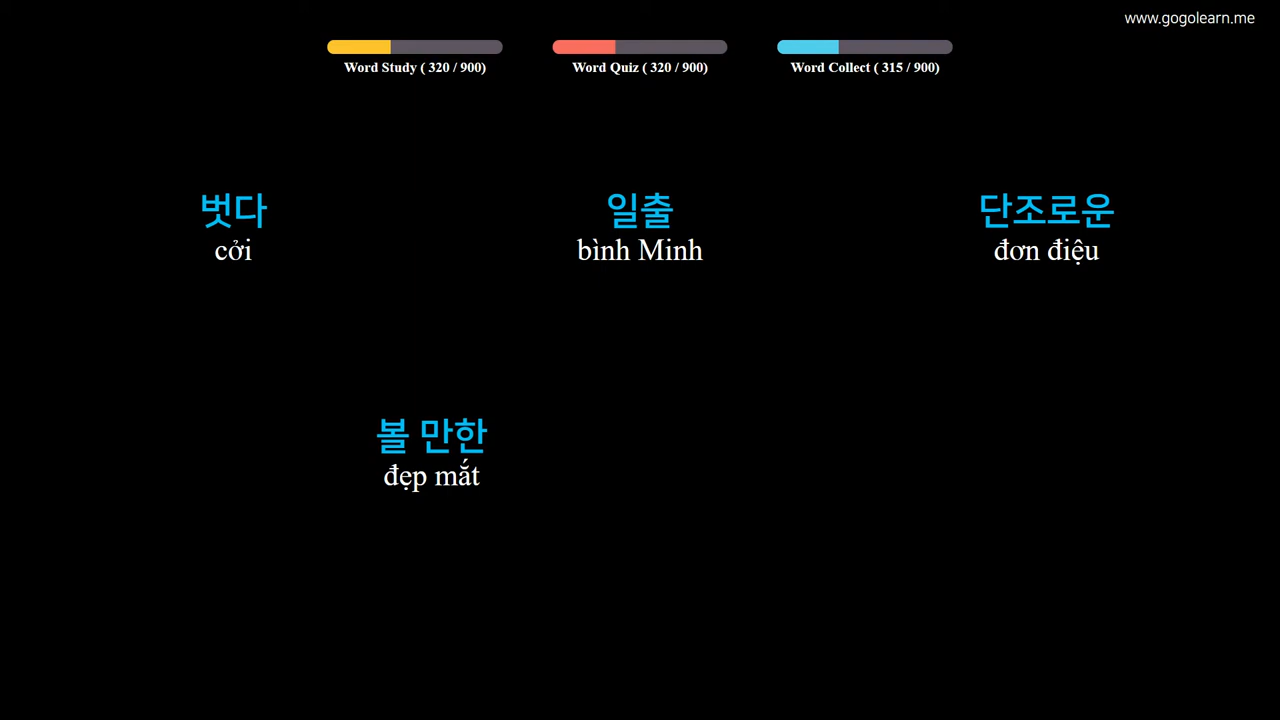 www.gogolearn.me
Word Study ( 320 / 900)
Word Quiz ( 320 / 900)
Word Collect ( 315 / 900)
벗다
cởi
일출
bình Minh
단조로운
đơn điệu
볼 만한
đẹp mắt